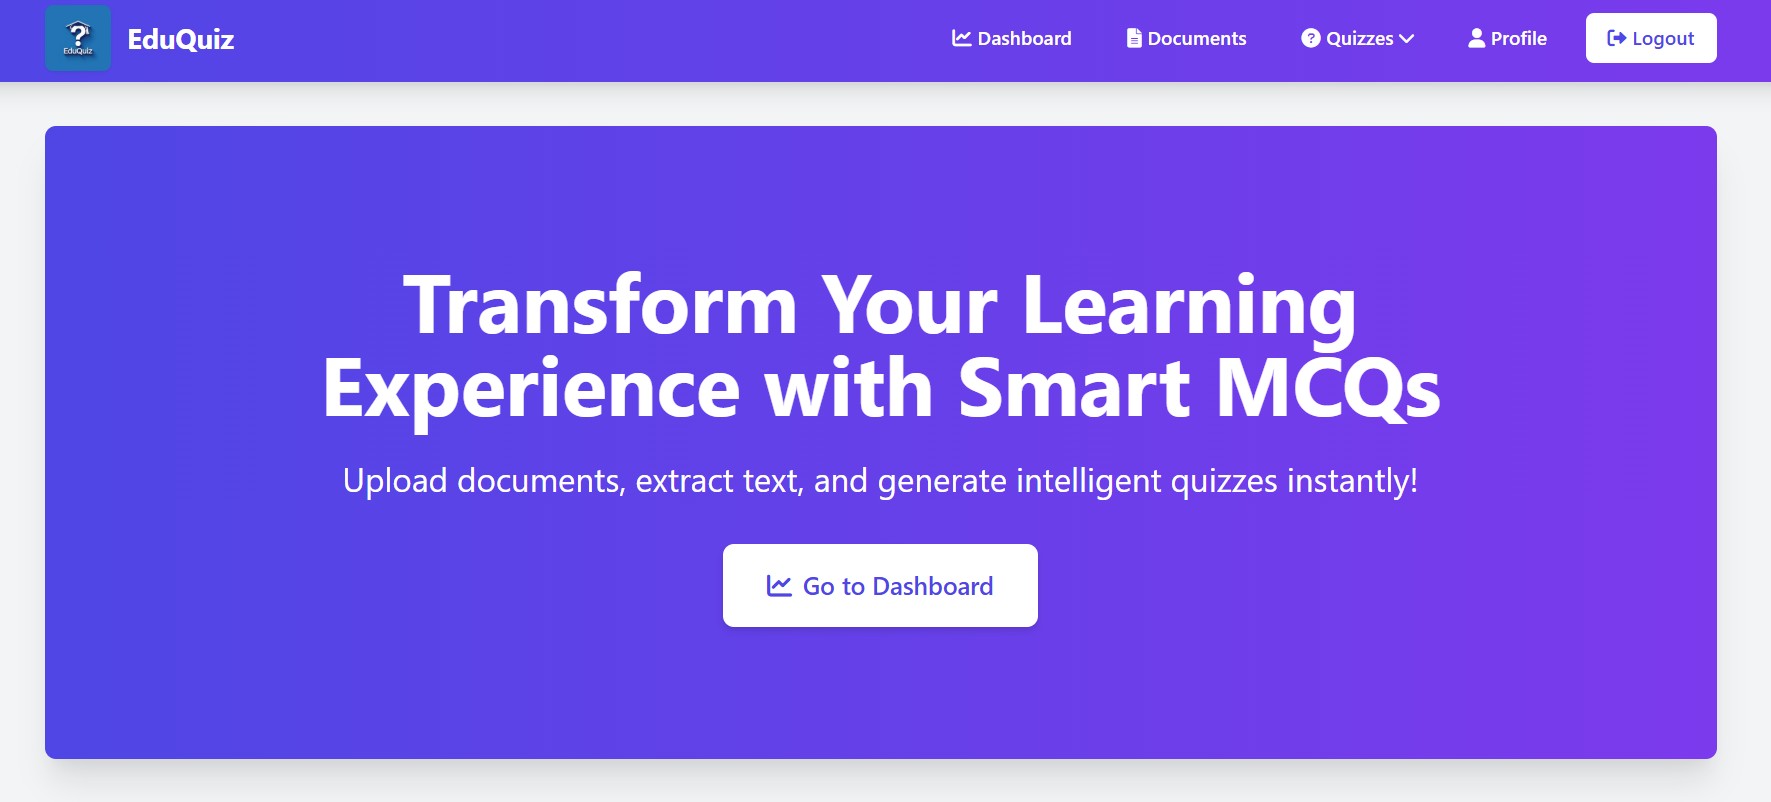 EduQuiz
EduQuiz
Dashboard
Documents
Quizzes
Profile
Logout
Transform Your Learning
Experience with Smart MCQs
Upload documents, extract text, and generate intelligent quizzes instantly!
Go to Dashboard